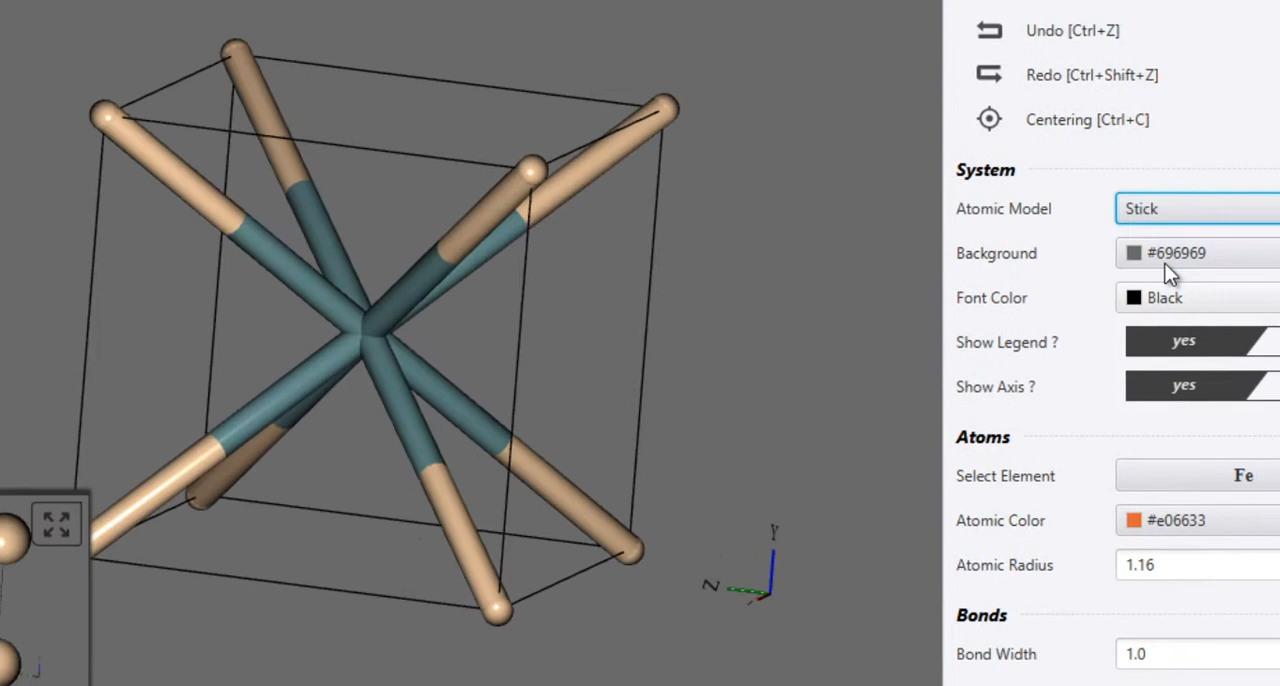 Undo [Ctrl+Z]
Redo [Ctrl+Shift+Z]
Centering [Ctrl+C]
System
Atomic Model Stick
Background #696969
Font Color Black
Show Legend ? yes
Show Axis ? yes
Atoms
Select Element Fe
Atomic Color #e06633
Atomic Radius 1.16
Bonds
Bond Width 1.0
Y
Z